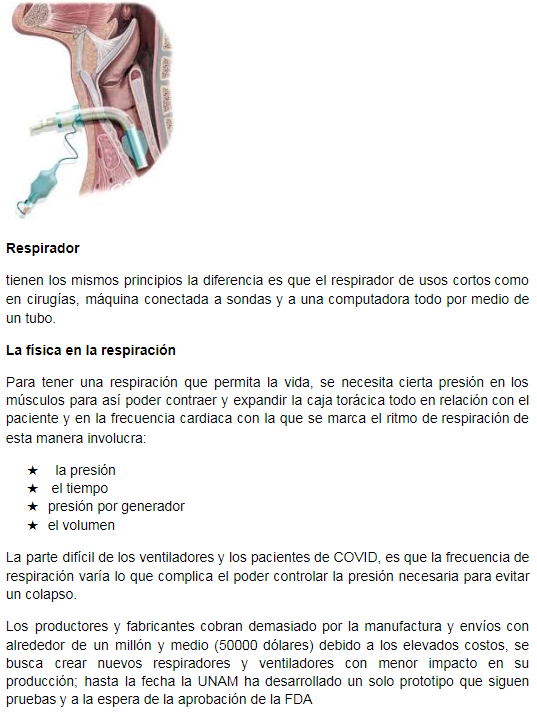 Respirador
tienen los mismos principios la diferencia es que el respirador de usos cortos como
en cirugías, máquina conectada a sondas y a una computadora todo por medio de
un tubo.
La física en la respiración
Para tener una respiración que permita la vida, se necesita cierta presión en los
músculos para así poder contraer y expandir la caja torácica todo en relación con el
paciente y en la frecuencia cardiaca con la que se marca el ritmo de respiración de
esta manera involucra:
★ la presión
★ el tiempo
★ presión por generador
★ el volumen
La parte difícil de los ventiladores y los pacientes de COVID, es que la frecuencia de
respiración varía lo que complica el poder controlar la presión necesaria para evitar
un colapso.
Los productores y fabricantes cobran demasiado por la manufactura y envíos con
alrededor de un millón y medio (50000 dólares) debido a los elevados costos, se
busca crear nuevos respiradores y ventiladores con menor impacto en su
producción; hasta la fecha la UNAM ha desarrollado un solo prototipo que siguen
pruebas y a la espera de la aprobación de la FDA